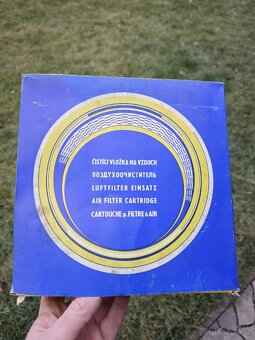 ČISTÍCÍ VLOŽKA NA VZDUCH
ВОЗДУХООЧИСТИТЕЛЬ
LUFTFILTER EINSATZ
AIR FILTER CARTRIDGE
CARTOUCHE p. FILTRE à AIR